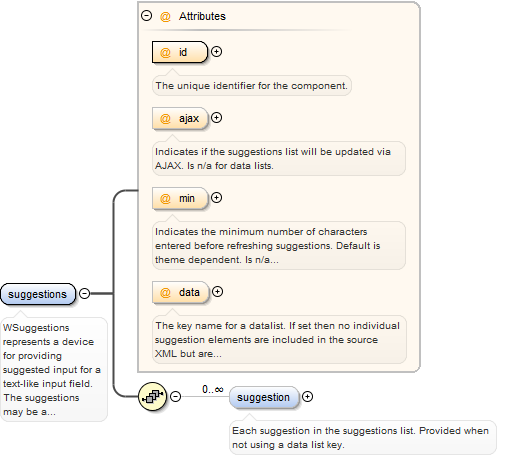 @ Attributes
@ id
The unique identifier for the component.
@ ajax
Indicates if the suggestions list will be updated via
AJAX. Is n/a for data lists.
@ min
Indicates the minimum number of characters
entered before refreshing suggestions. Default is
theme dependent. Is n/a...
@ data
The key name for a datalist. If set then no individual
suggestion elements are included in the source
XML but are...
suggestions
WSuggestions
represents a device
for providing
suggested input for a
text-like input field.
The suggestions
may be a...
0..∞
suggestion
Each suggestion in the suggestions list. Provided when
not using a data list key.